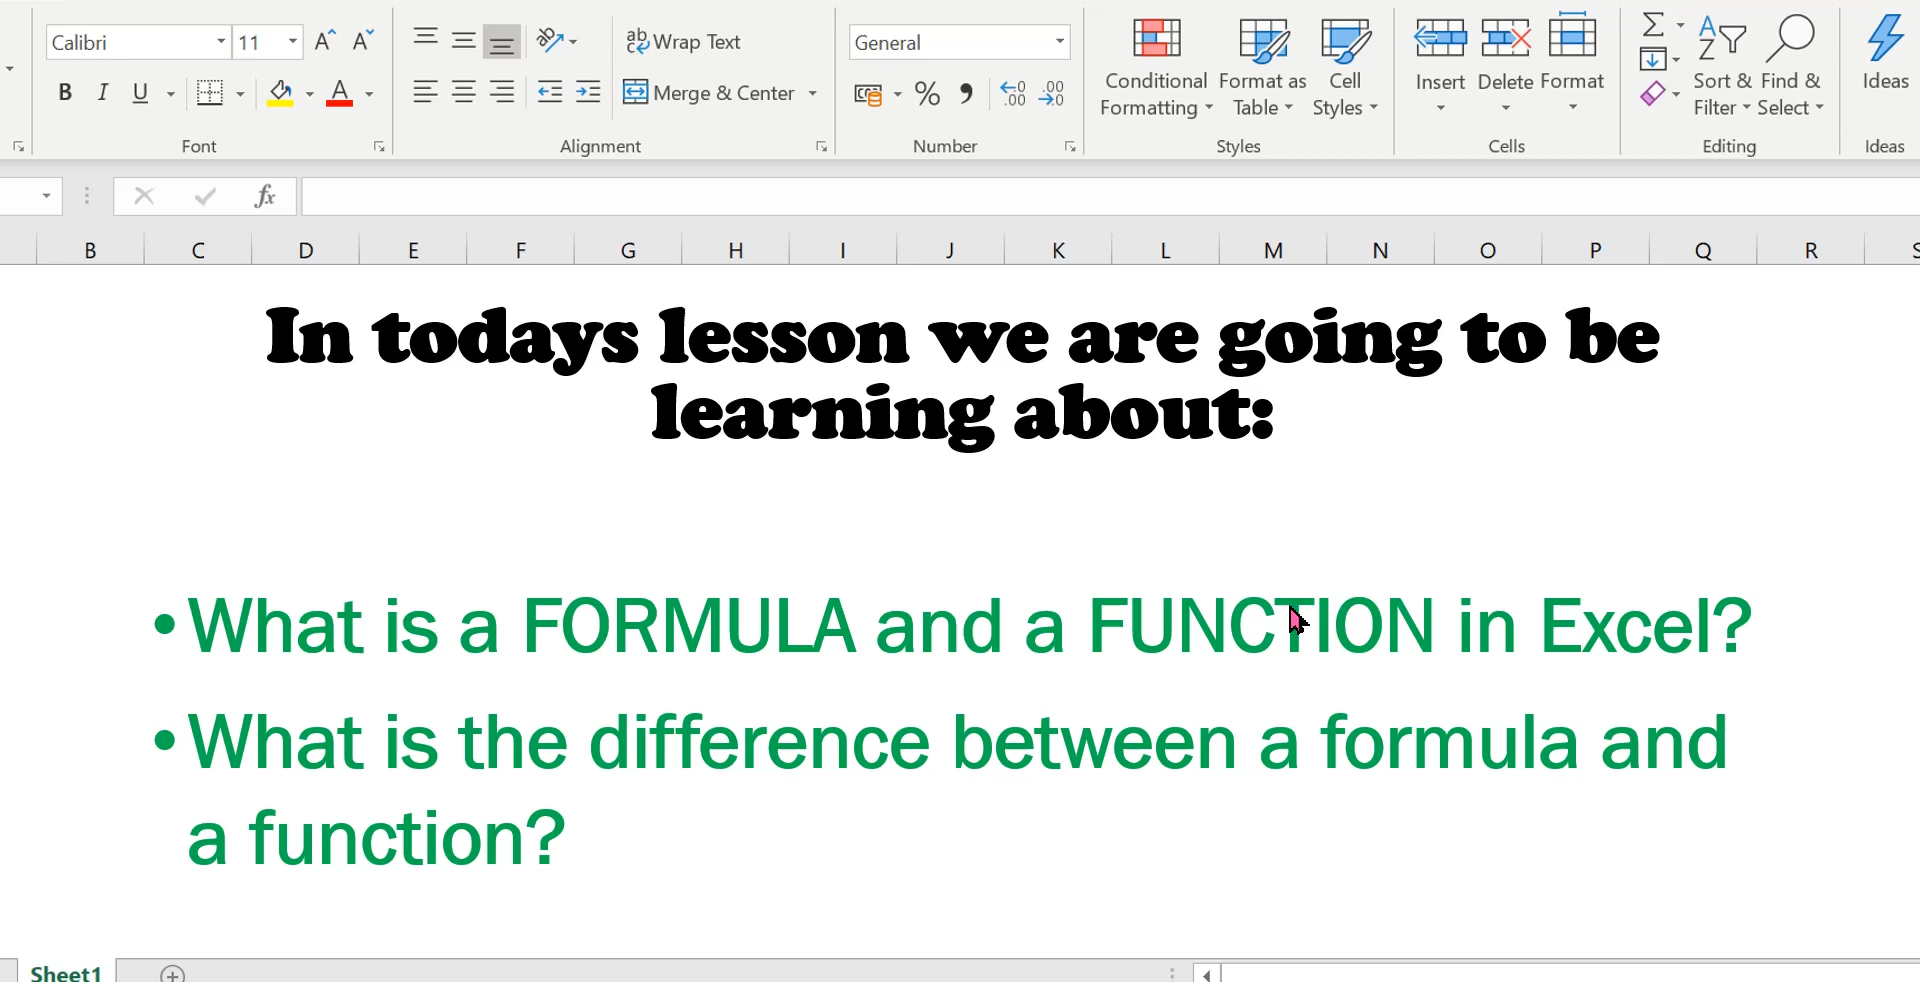 Calibri 11 Wrap Text General
B I U Merge & Center % .00 .00
Conditional Formatting Format as Table Cell Styles Insert Delete Format Sort & Filter Find & Select Ideas
Font Alignment Number Styles Cells Editing Ideas
fx
B C D E F G H I J K L M N O P Q R S
In todays lesson we are going to be
learning about:
•What is a FORMULA and a FUNCTION in Excel?
•What is the difference between a formula and
a function?
Sheet1